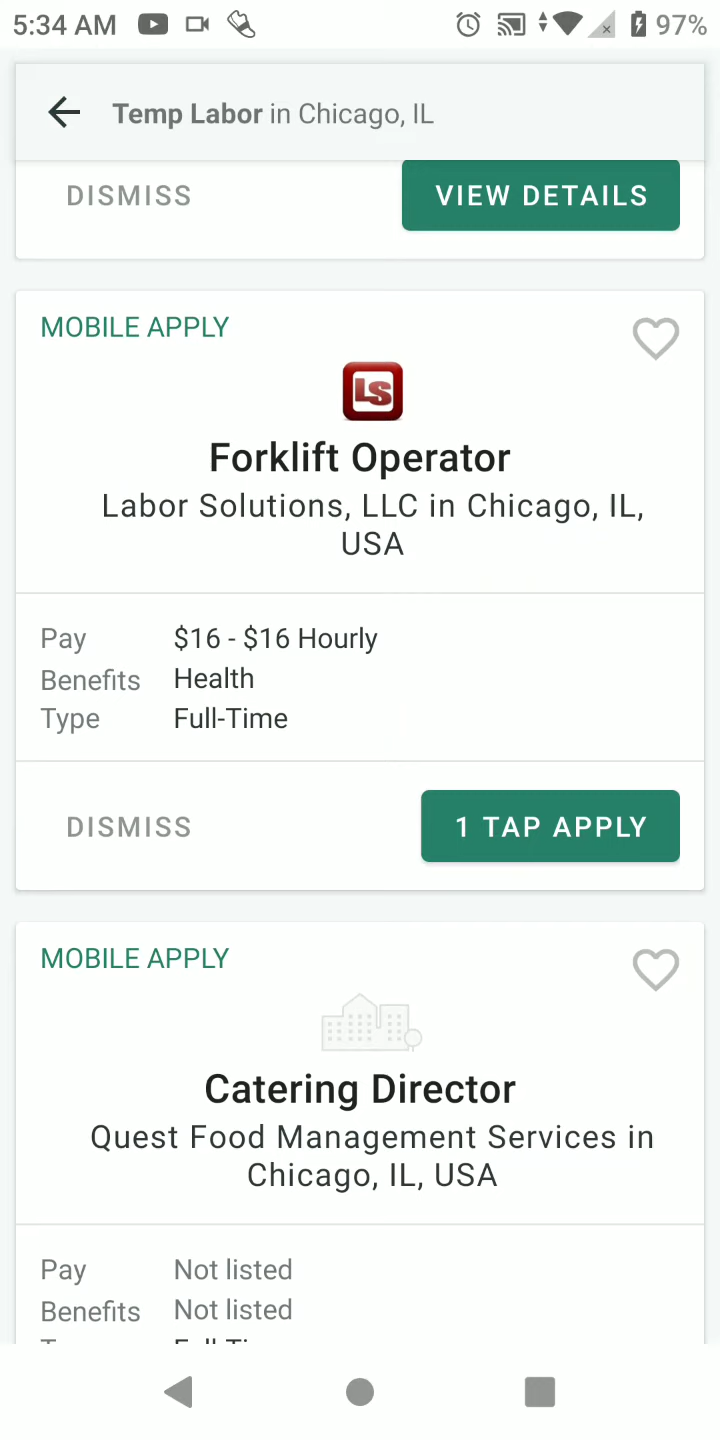 5:34 AM 97%
Temp Labor in Chicago, IL
DISMISS VIEW DETAILS
MOBILE APPLY
LS
Forklift Operator
Labor Solutions, LLC in Chicago, IL,
USA
Pay $16 - $16 Hourly
Benefits Health
Type Full-Time
DISMISS 1 TAP APPLY
MOBILE APPLY
Catering Director
Quest Food Management Services in
Chicago, IL, USA
Pay Not listed
Benefits Not listed